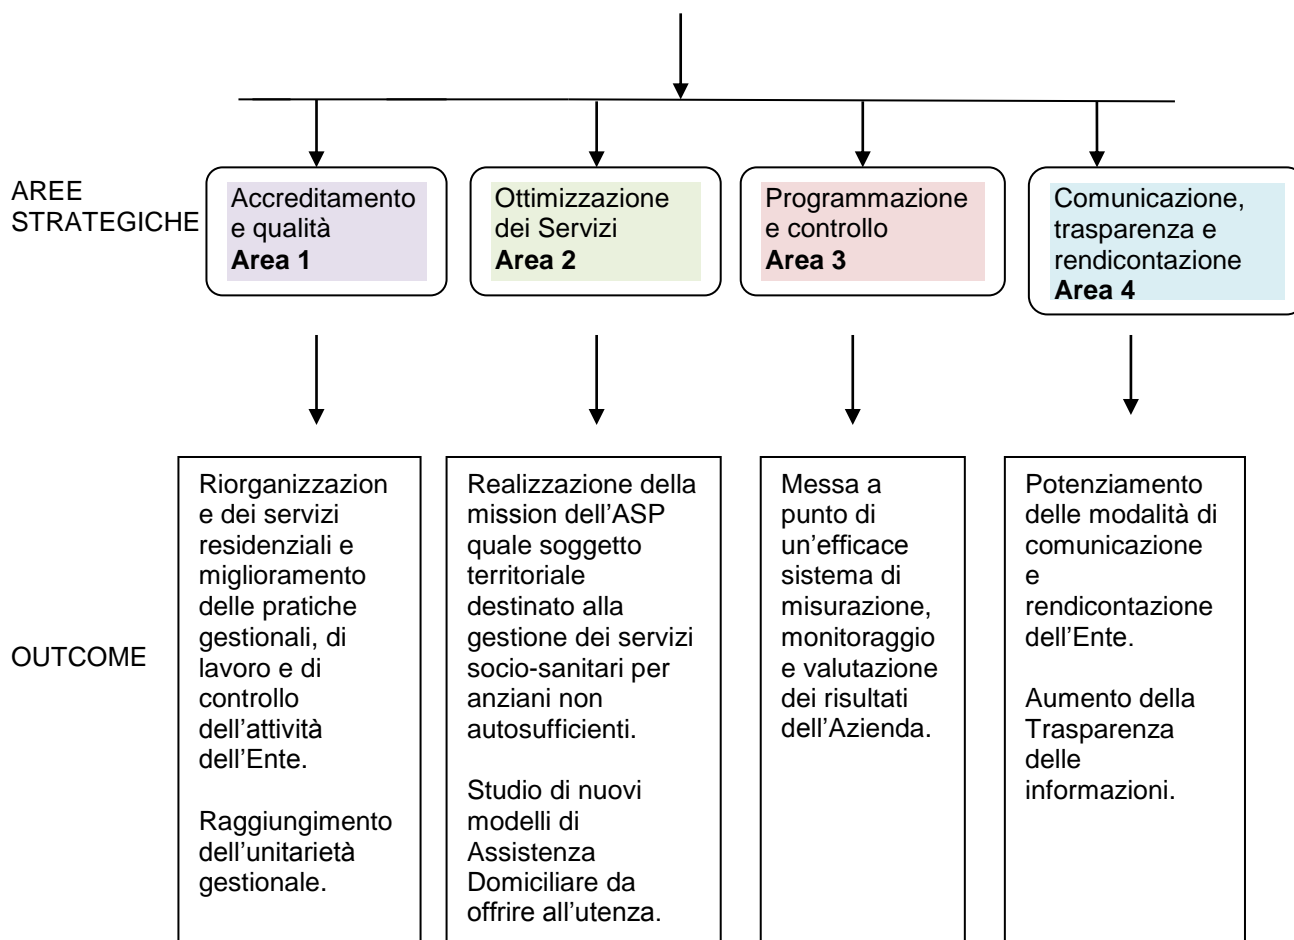 AREE
STRATEGICHE
Accreditamento
e qualità
Area 1
Ottimizzazione
dei Servizi
Area 2
Programmazione
e controllo
Area 3
Comunicazione,
trasparenza e
rendicontazione
Area 4
OUTCOME
Riorganizzazion
e dei servizi
residenziali e
miglioramento
delle pratiche
gestionali, di
lavoro e di
controllo
dell’attività
dell’Ente.
Raggiungimento
dell’unitarietà
gestionale.
Realizzazione della
mission dell’ASP
quale soggetto
territoriale
destinato alla
gestione dei servizi
socio-sanitari per
anziani non
autosufficienti.
Studio di nuovi
modelli di
Assistenza
Domiciliare da
offrire all’utenza.
Messa a
punto di
un’efficace
sistema di
misurazione,
monitoraggio
e valutazione
dei risultati
dell’Azienda.
Potenziamento
delle modalità di
comunicazione
e
rendicontazione
dell’Ente.
Aumento della
Trasparenza
delle
informazioni.